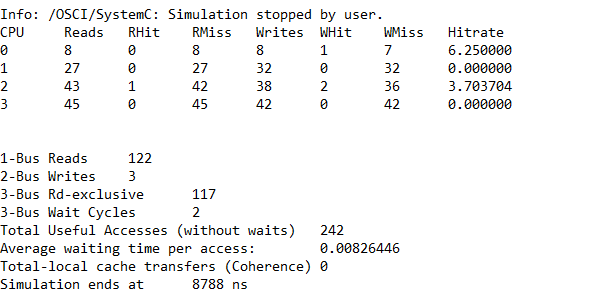 Info: /OSCI/SystemC: Simulation stopped by user.
CPU Reads RHit RMiss Writes WHit WMiss Hitrate
0 8 0 8 8 1 7 6.250000
1 27 0 27 32 0 32 0.000000
2 43 1 42 38 2 36 3.703704
3 45 0 45 42 0 42 0.000000
1-Bus Reads 122
2-Bus Writes 3
3-Bus Rd-exclusive 117
3-Bus Wait Cycles 2
Total Useful Accesses (without waits) 242
Average waiting time per access: 0.00826446
Total-local cache transfers (Coherence) 0
Simulation ends at 8788 ns